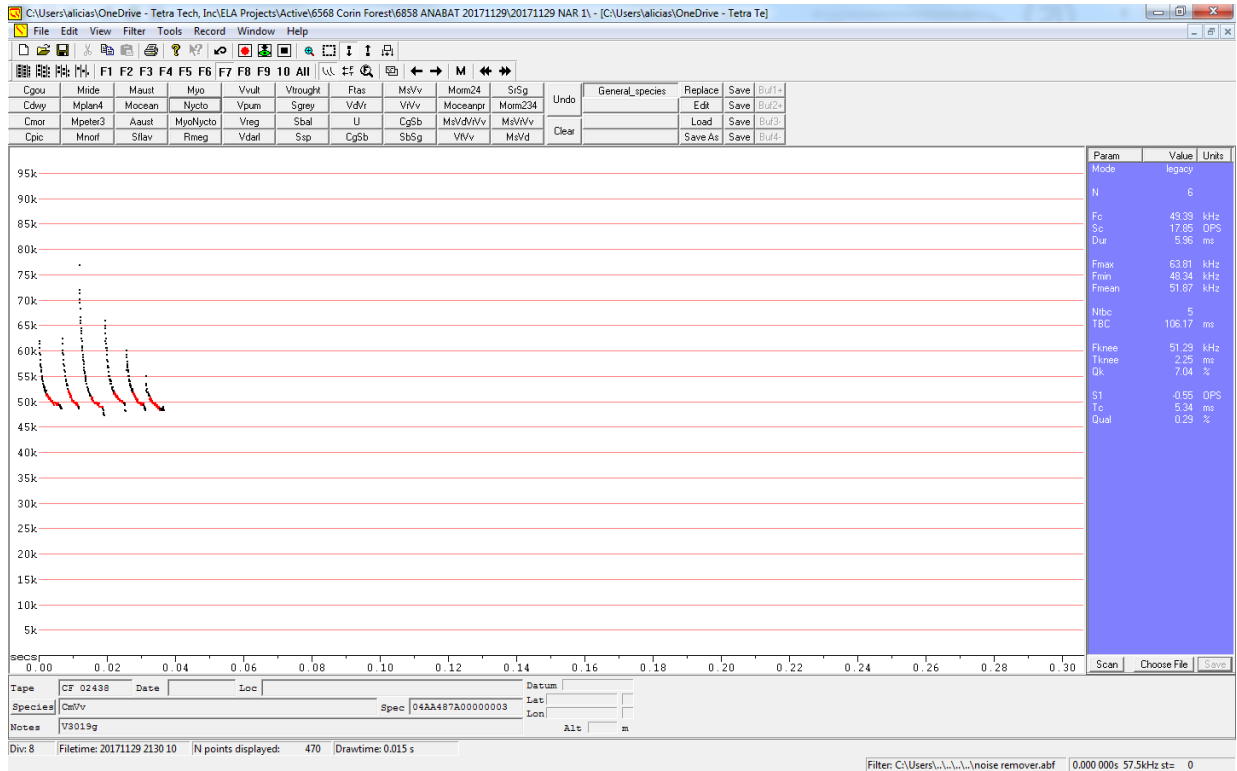 C:\Users\alicias\OneDrive - Tetra Tech, Inc\ELA Projects\Active\6568 Corin Forest\6858 ANABAT 20171129\20171129 NAR 1\ - [C:\Users\alicias\OneDrive - Tetra Te]
File Edit View Filter Tools Record Window Help
F1 F2 F3 F4 F5 F6 F7 F8 F9 10 All M
Cgou Mride Maust Myo Vvult Vtrought Ftas MsVv Morm24 SrSg Undo General_species Replace Save Buf1+
Cdwy Mplan4 Mocean Nycto Vpum Sgrey VdVr VrVv Moceanpr Morm234 Edit Save Buf2+
Cmor Mpeter3 Aaust MyoNycto Vreg Sbal U CgSb MsVdVrVv MsVrVv Clear Load Save Buf3-
Cpic Mnorf Sflav Rmeg Vdarl Ssp CgSb SbSg VfVv MsVd Save As Save Buf4-
Param Value Units
Mode legacy
N 6
Fc 49.39 kHz
Sc 17.85 OPS
Dur 5.96 ms
Fmax 63.81 kHz
Fmin 48.34 kHz
Fmean 51.87 kHz
Ntbc 5
TBC 106.17 ms
Fknee 51.29 kHz
Tknee 2.25 ms
Qk 7.04 %
S1 -0.55 OPS
Tc 5.34 ms
Qual 0.29 %
95k
90k
85k
80k
75k
70k
65k
60k
55k
50k
45k
40k
35k
30k
25k
20k
15k
10k
5k
secs
0.00 0.02 0.04 0.06 0.08 0.10 0.12 0.14 0.16 0.18 0.20 0.22 0.24 0.26 0.28 0.30
Scan Choose File Save
Tape CF 02438 Date Loc Datum
Species CmVv Spec 04AA487A00000003 Lat
Lon
Notes V3019g Alt m
Div: 8 Filetime: 20171129 2130 10 N points displayed: 470 Drawtime: 0.015 s
Filter: C:\Users\..\..\..\..\noise remover.abf 0.000 000s 57.5kHz st= 0